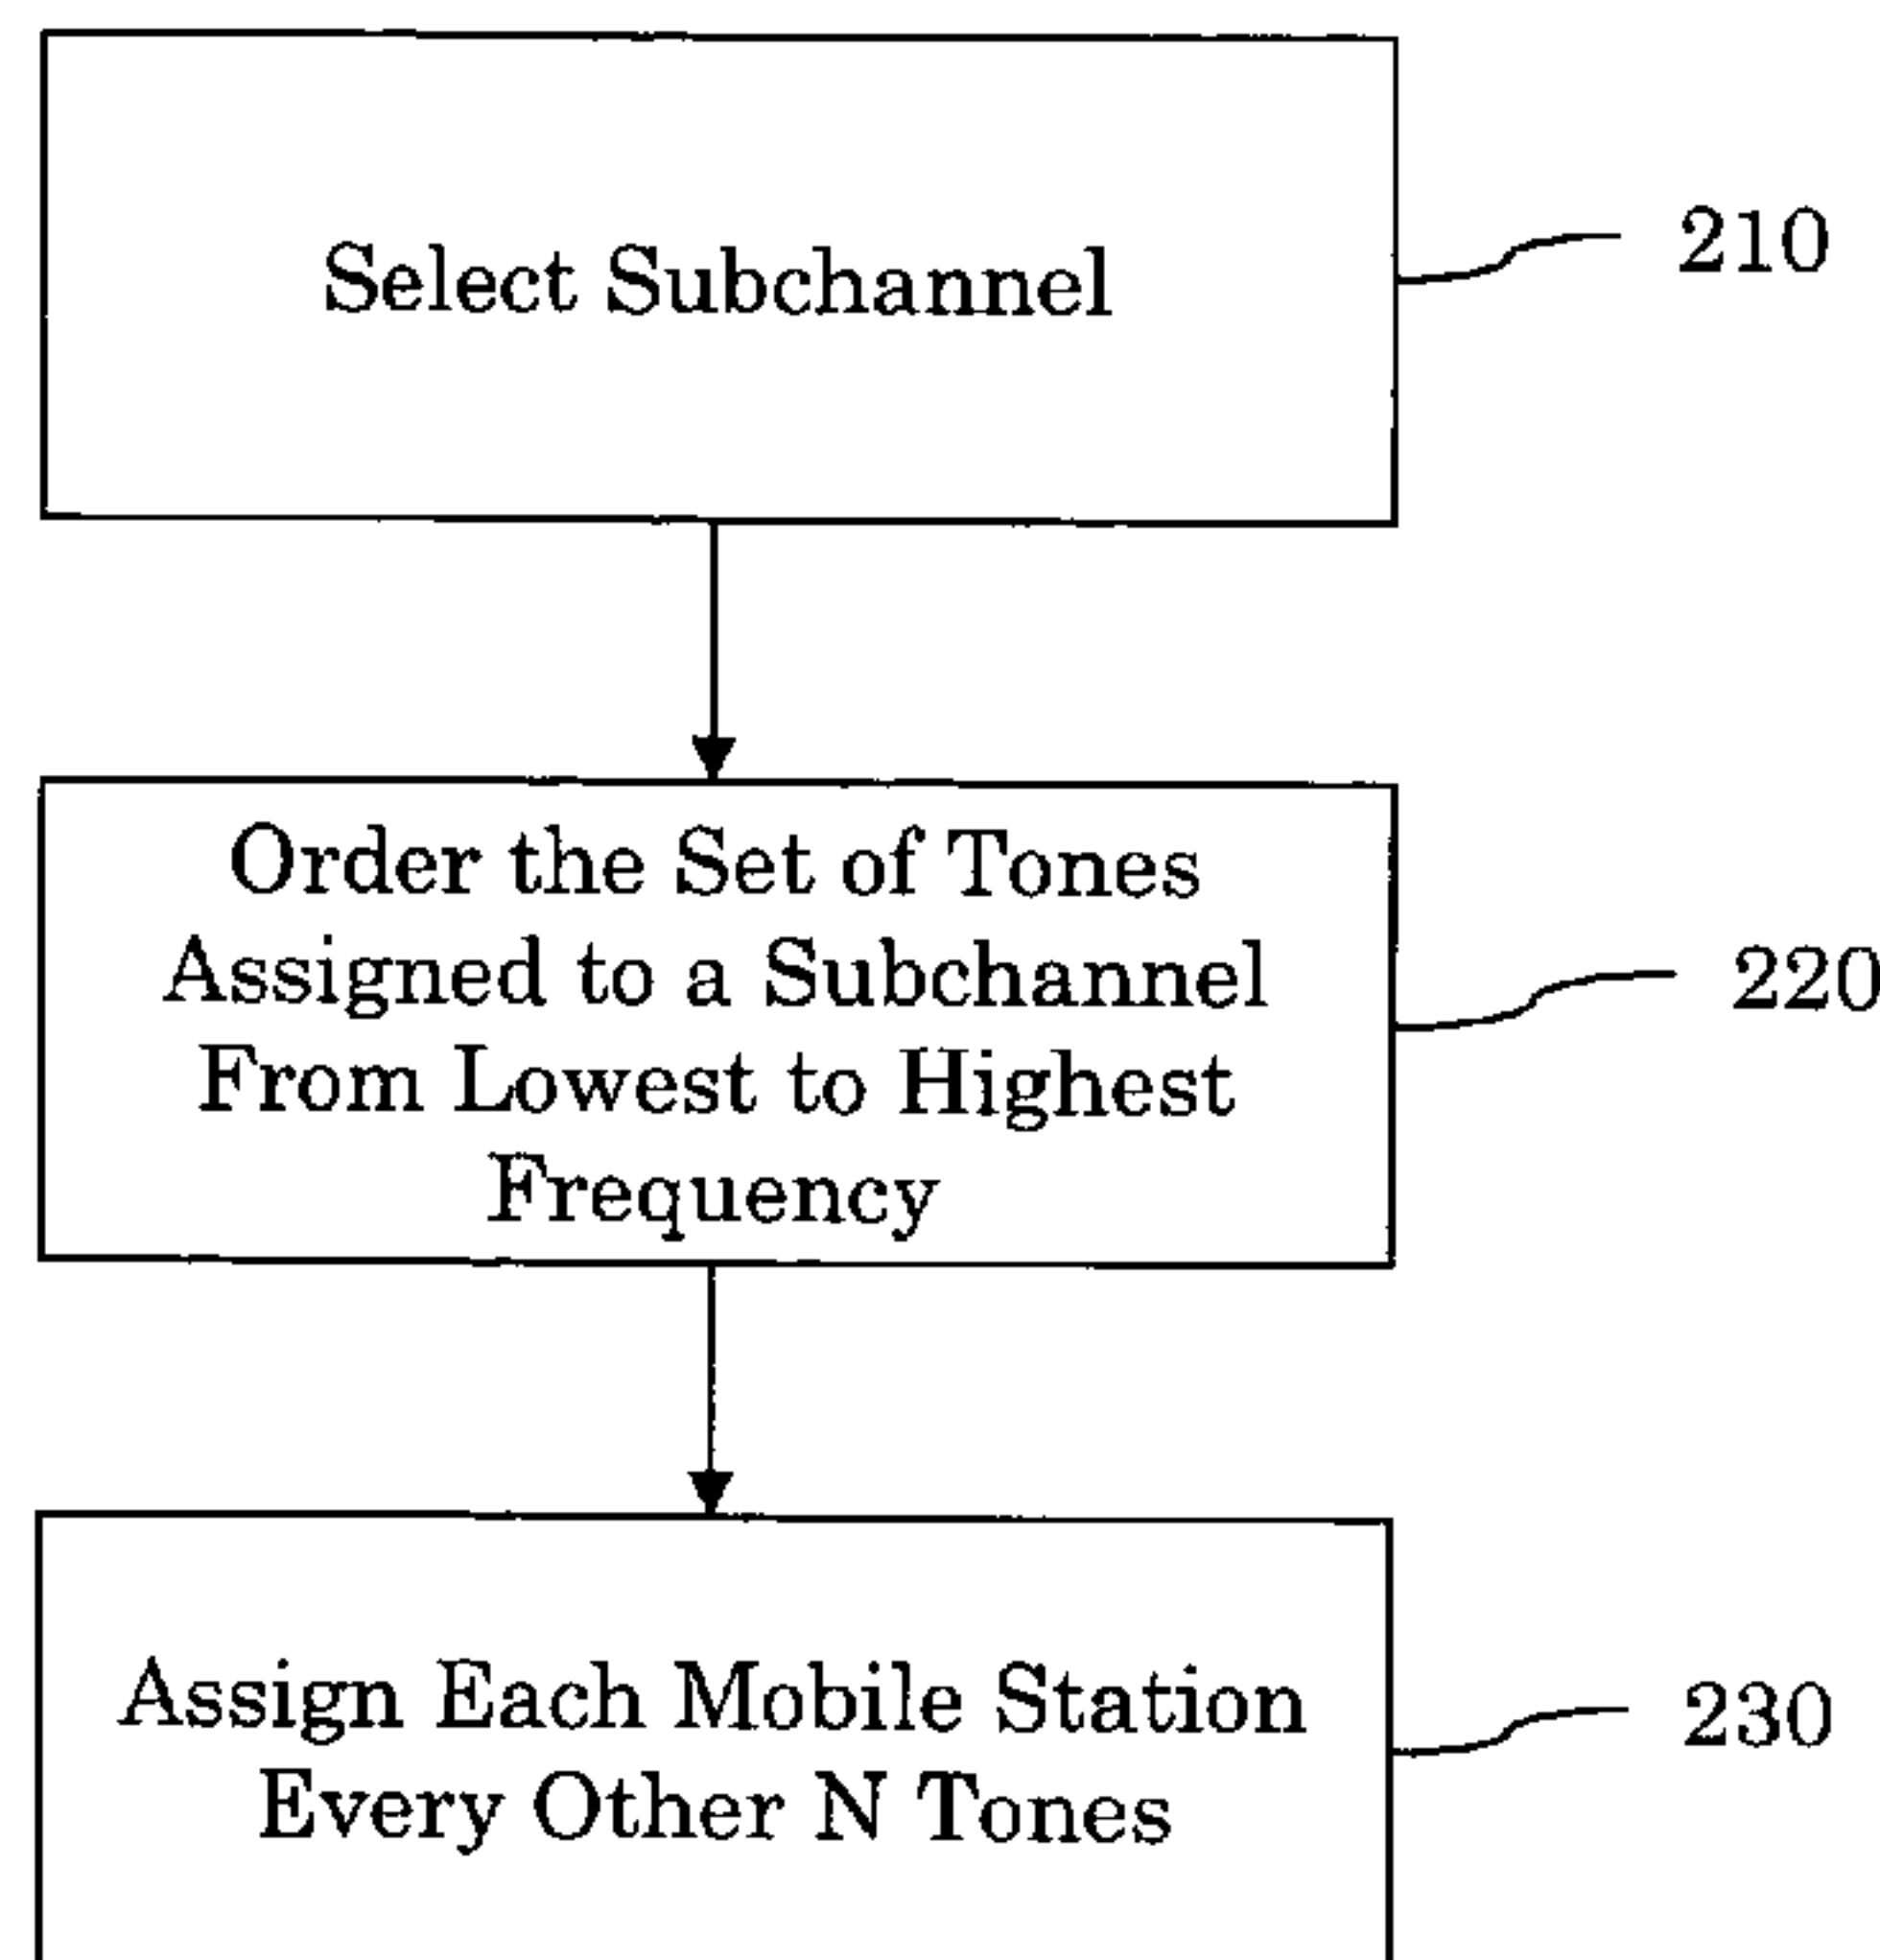 Select Subchannel
210
Order the Set of Tones
Assigned to a Subchannel
From Lowest to Highest
Frequency
220
Assign Each Mobile Station
Every Other N Tones
230